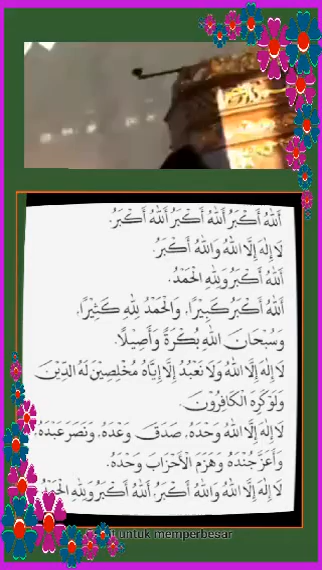 اَللهُ أَكْبَرُ اَللهُ أَكْبَرُ اَللهُ أَكْبَرُ.
لَا إِلٰهَ إِلَّا اللهُ وَاللهُ أَكْبَرُ.
اَللهُ أَكْبَرُ وَلِلّٰهِ الْحَمْدُ.
اَللهُ أَكْبَرُ كَبِيْرًا، وَالْحَمْدُ لِلّٰهِ كَثِيْرًا،
وَسُبْحَانَ اللهِ بُكْرَةً وَأَصِيْلًا.
لَا إِلٰهَ إِلَّا اللهُ وَلَا نَعْبُدُ إِلَّا إِيَّاهُ مُخْلِصِيْنَ لَهُ الدِّيْنَ
وَلَوْ كَرِهَ الْكَافِرُوْنَ.
لَا إِلٰهَ إِلَّا اللهُ وَحْدَهُ، صَدَقَ وَعْدَهُ، وَنَصَرَ عَبْدَهُ،
وَأَعَزَّ جُنْدَهُ وَهَزَمَ الْأَحْزَابَ وَحْدَهُ.
لَا إِلٰهَ إِلَّا اللهُ وَاللهُ أَكْبَرُ، اَللهُ أَكْبَرُ وَلِلّٰهِ الْحَمْدُ
untuk memperbesar